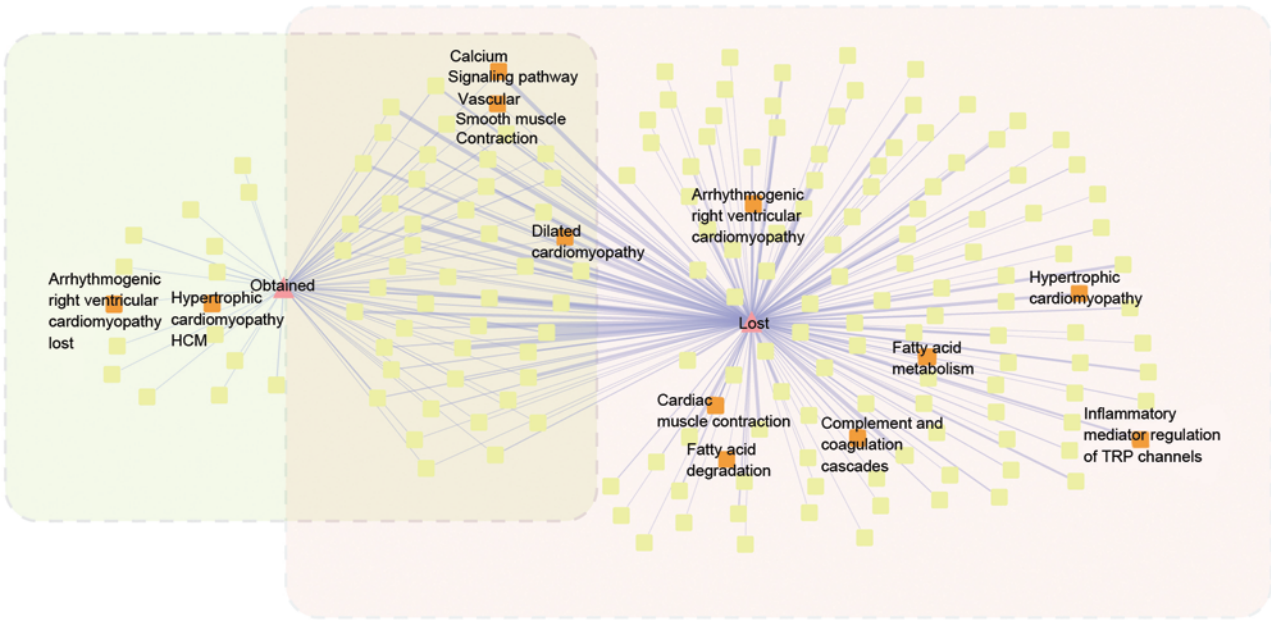 Calcium
Signaling pathway
Vascular
Smooth muscle
Contraction
Arrhythmogenic
right ventricular
cardiomyopathy
Dilated
cardiomyopathy
Obtained
Arrhythmogenic
right ventricular
cardiomyopathy
lost
Hypertrophic
cardiomyopathy
HCM
Hypertrophic
cardiomyopathy
Lost
Fatty acid
metabolism
Cardiac
muscle contraction
Fatty acid
degradation
Complement and
coagulation
cascades
Inflammatory
mediator regulation
of TRP channels